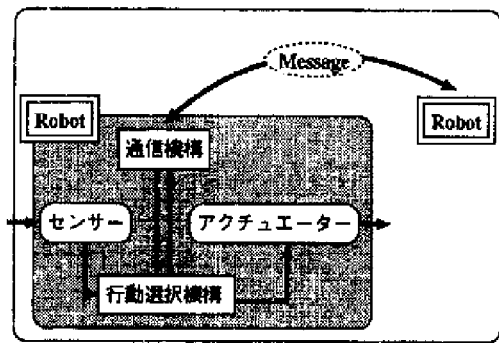 Message
Robot
Robot
通信機構
センサー
アクチュエーター
行動選択機構